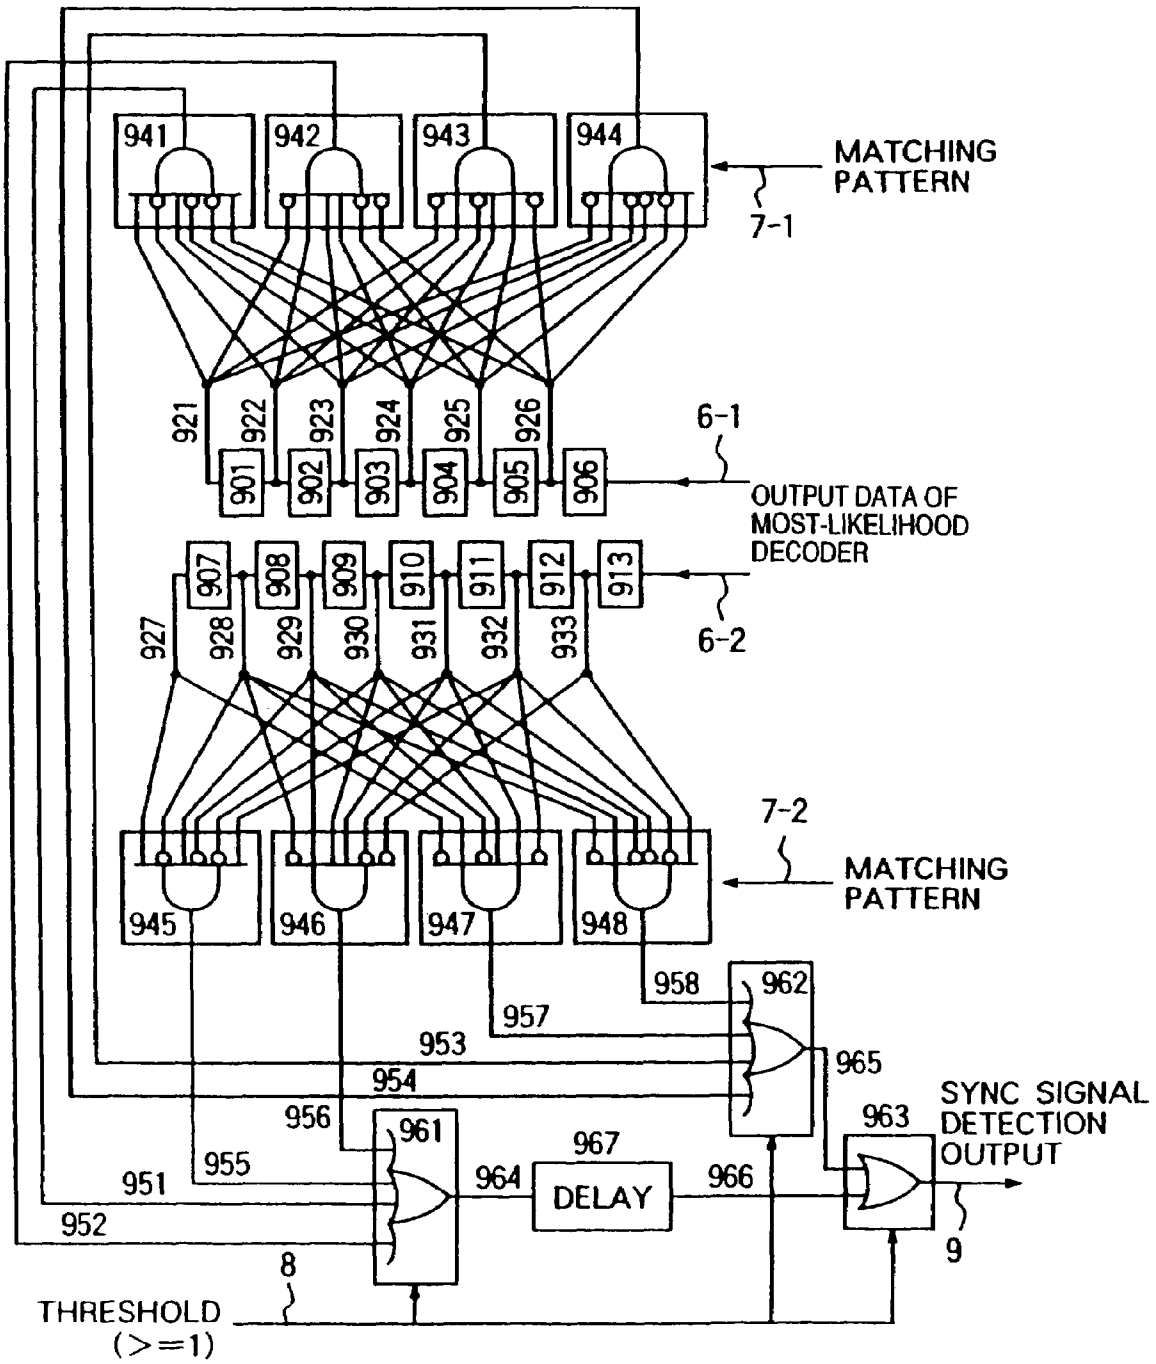 941 942 943 944
MATCHING
PATTERN
7-1
921 922 923 924 925 926
6-1
901 902 903 904 905 906
OUTPUT DATA OF
MOST-LIKELIHOOD
DECODER
907 908 909 910 911 912 913
927 928 929 930 931 932 933
6-2
7-2
MATCHING
PATTERN
945 946 947 948
958 962
957
953
965
954
SYNC SIGNAL
DETECTION
OUTPUT
956 961 963
967
955 964 966
951 DELAY
952
9
8
THRESHOLD
(>=1)